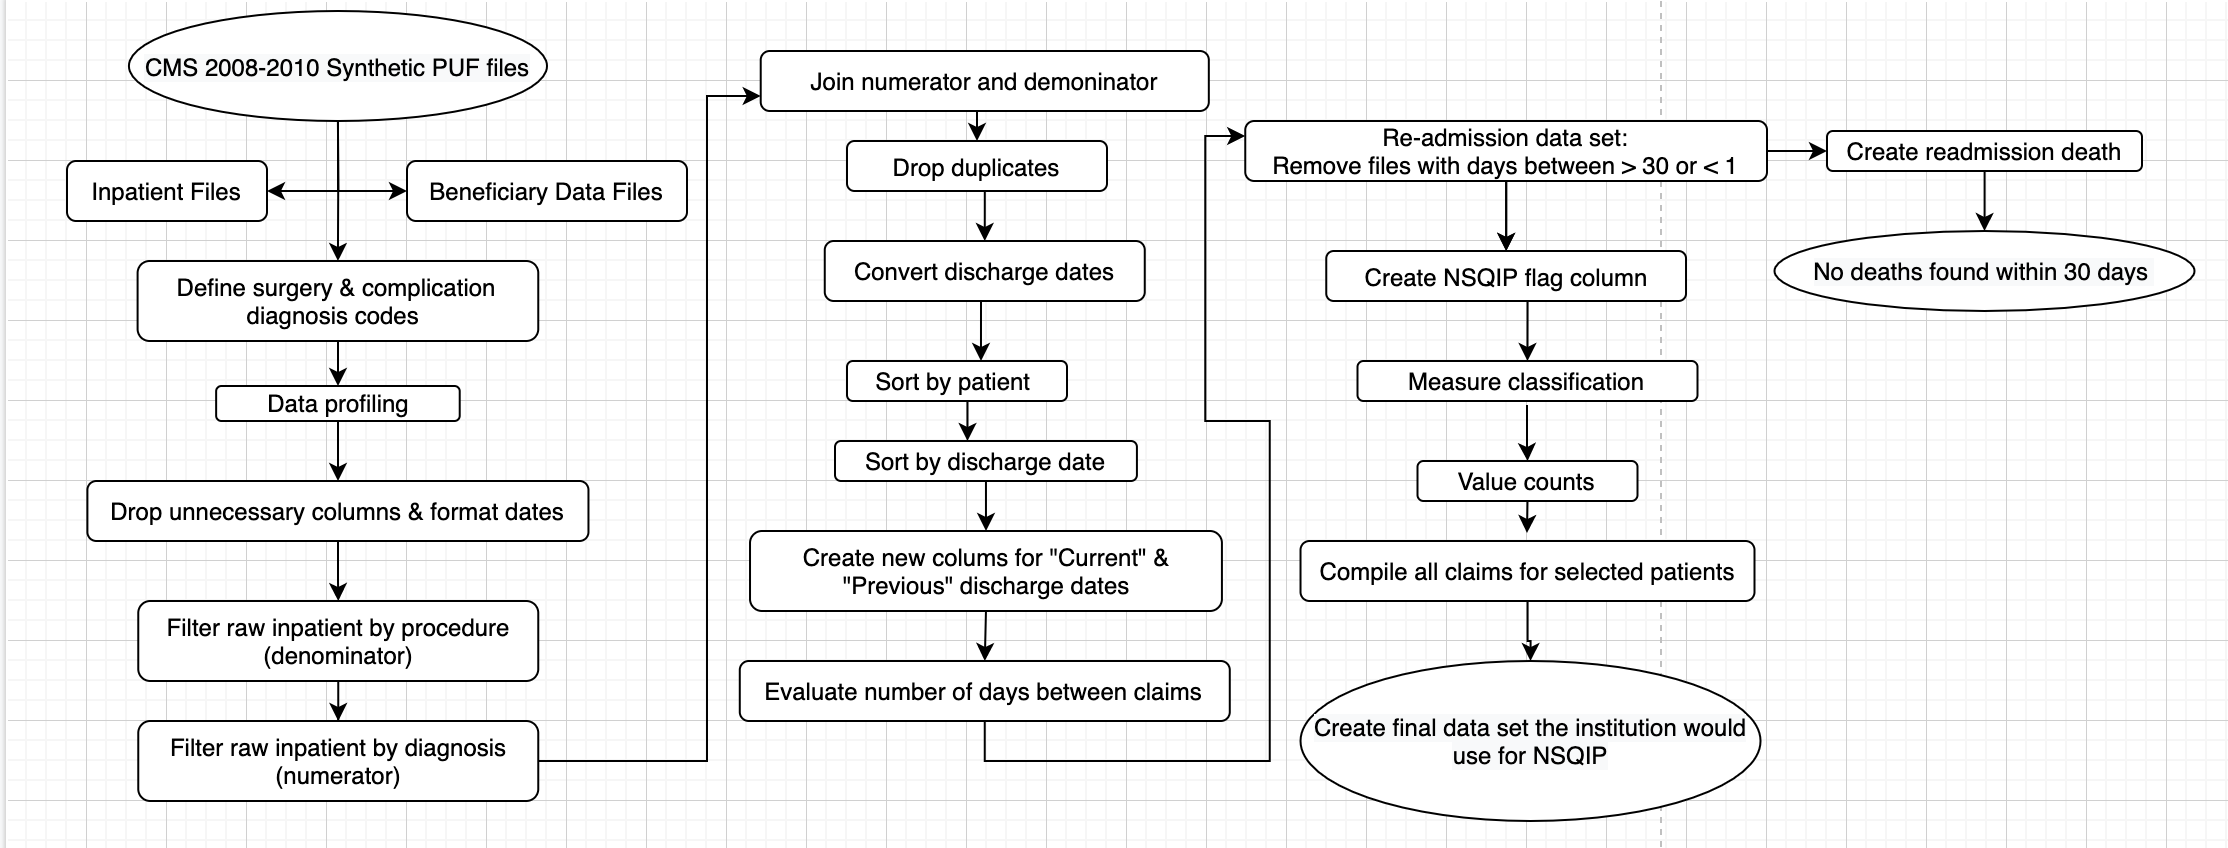 CMS 2008-2010 Synthetic PUF files
Inpatient Files
Beneficiary Data Files
Define surgery & complication
diagnosis codes
Data profiling
Drop unnecessary columns & format dates
Filter raw inpatient by procedure
(denominator)
Filter raw inpatient by diagnosis
(numerator)
Join numerator and demoninator
Drop duplicates
Convert discharge dates
Sort by patient
Sort by discharge date
Create new colums for "Current" &
"Previous" discharge dates
Evaluate number of days between claims
Re-admission data set:
Remove files with days between > 30 or < 1
Create NSQIP flag column
Measure classification
Value counts
Compile all claims for selected patients
Create final data set the institution would
use for NSQIP
Create readmission death
No deaths found within 30 days